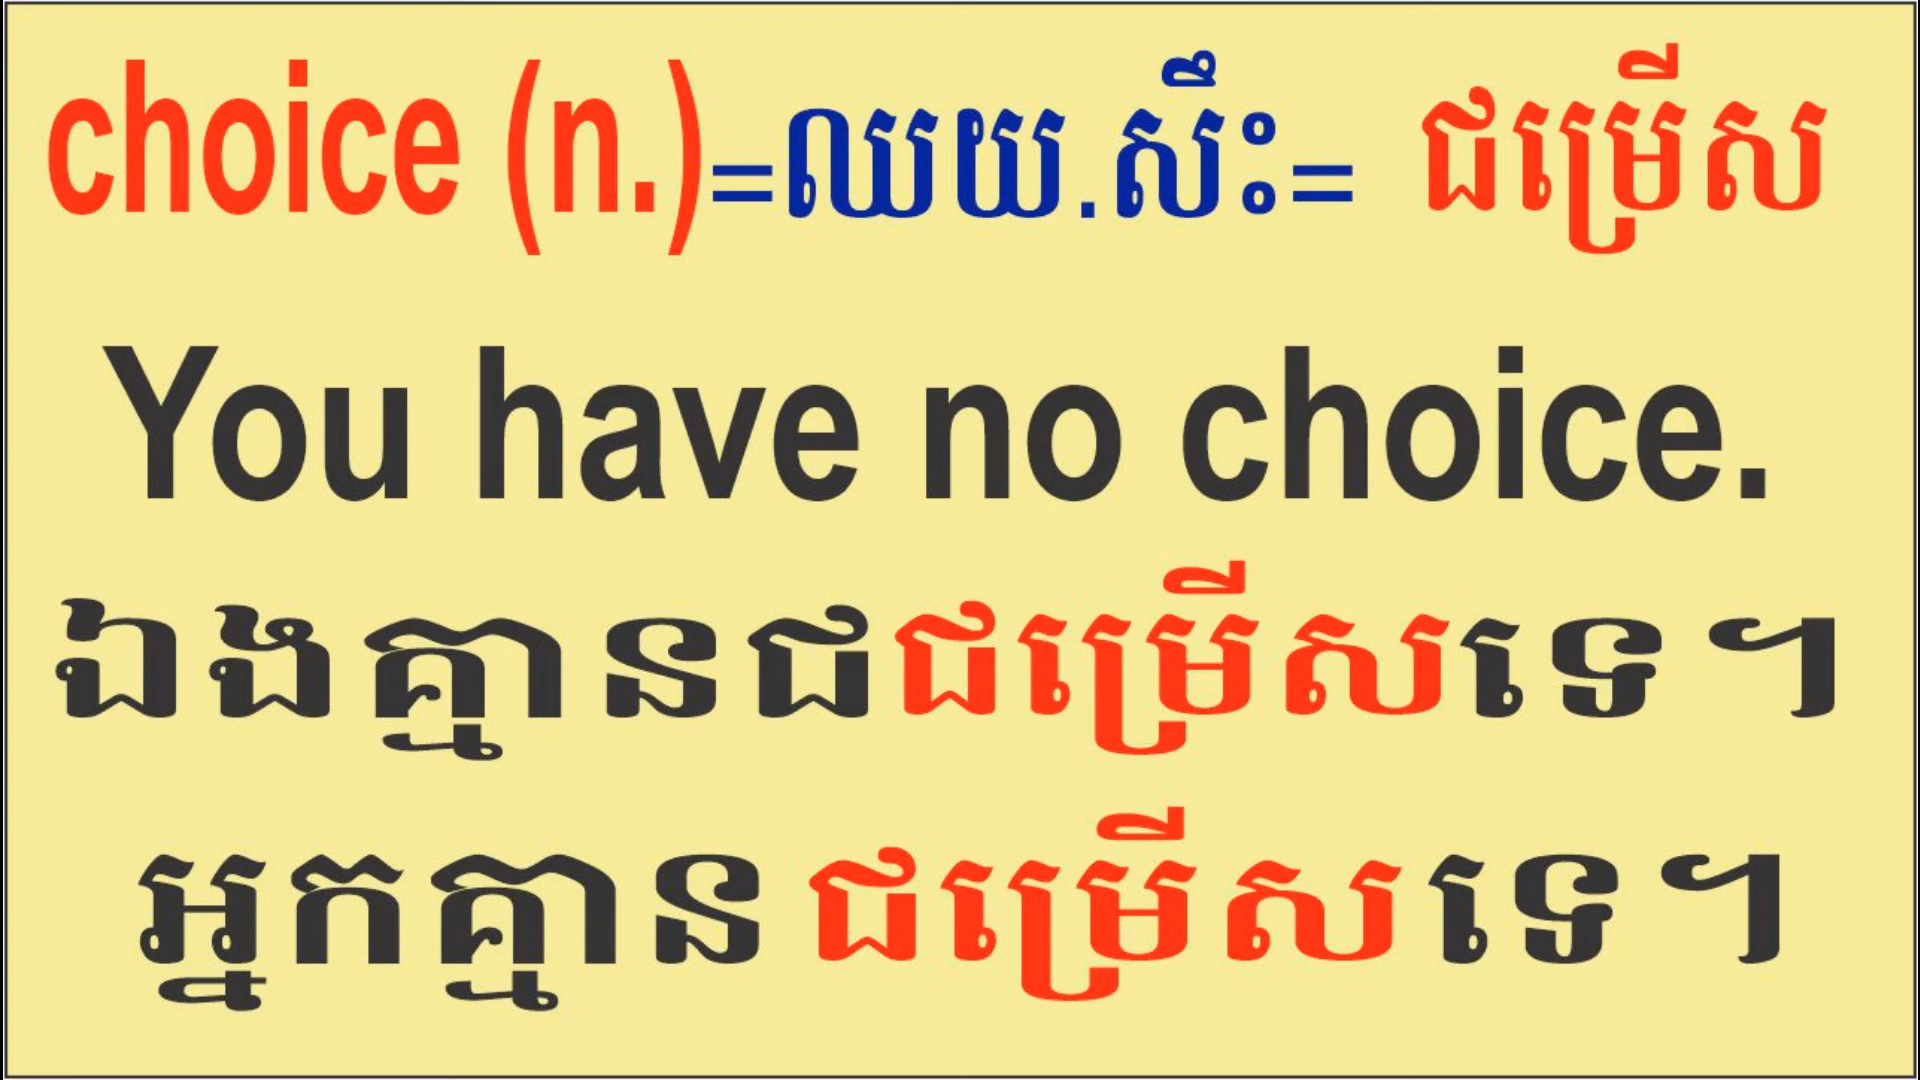 choice (n.)=ឈយ.ស៊ឹះ= ជម្រើស
You have no choice.
ឯងគ្មានជជម្រើសទេ។
អ្នកគ្មានជម្រើសទេ។